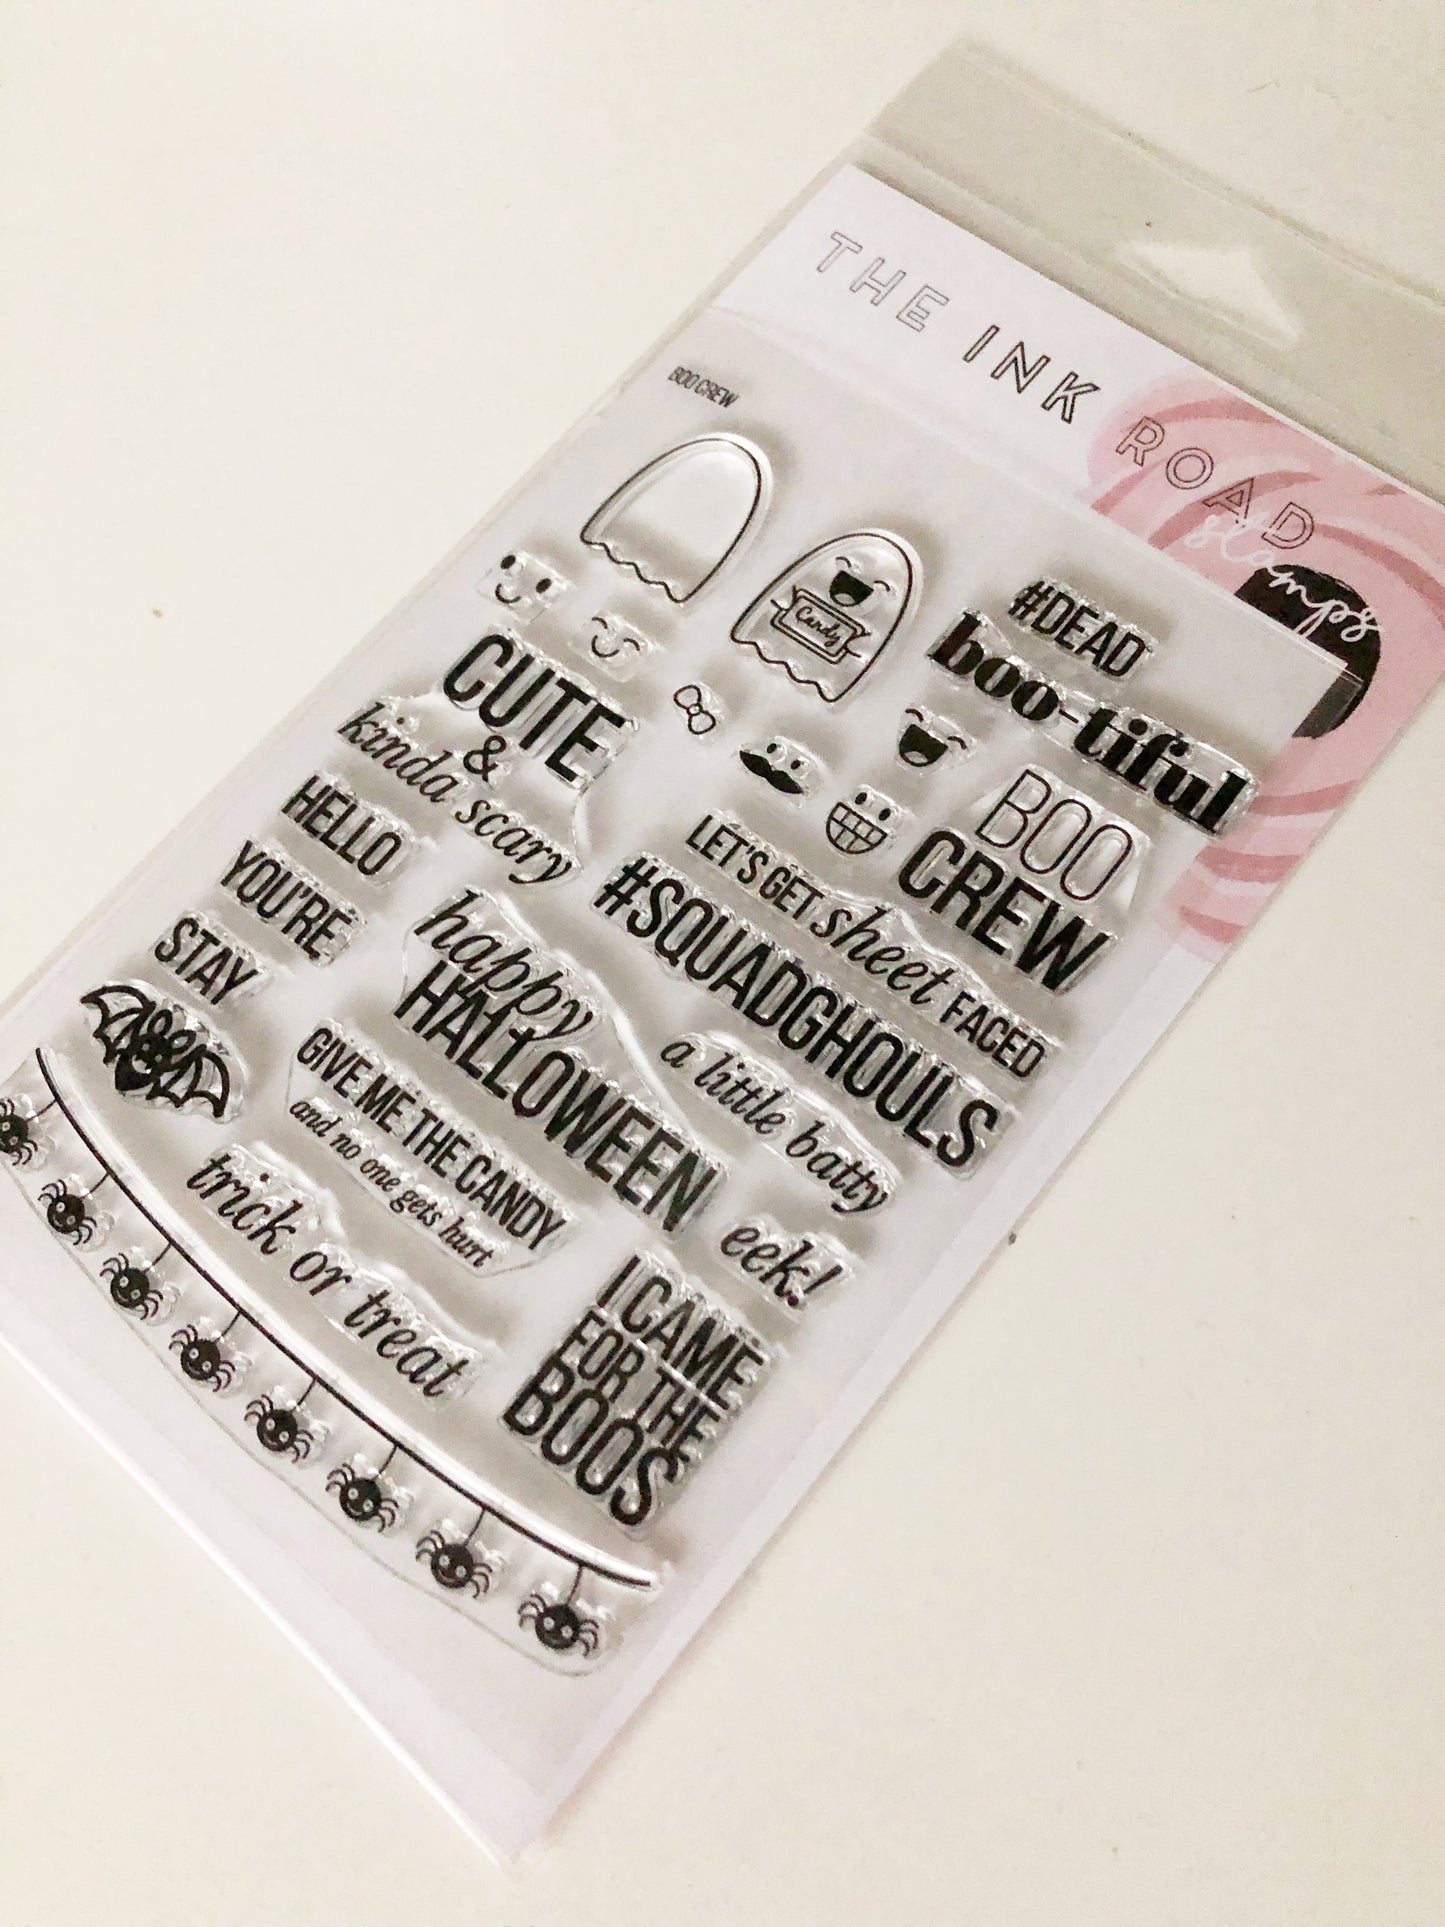 THE INK ROAD
stamps
BOO CREW
Candy
#DEAD
boo-tiful
BOO
CREW
CUTE
&
kinda scary
LET'S GET sheet FACED
HELLO
YOU'RE
STAY
#SQUADGHOULS
happy
HALLOWEEN
a little batty
GIVE ME THE CANDY
and no one gets hurt
eek!
trick or treat
I CAME
FOR THE
BOOS